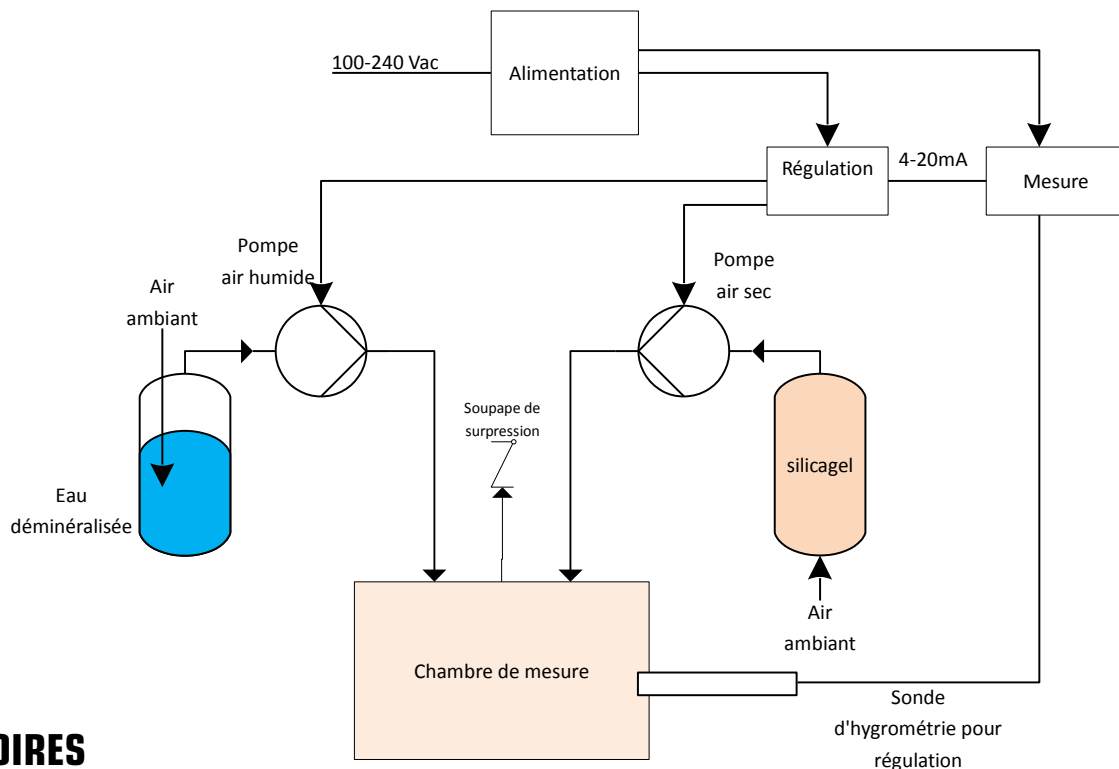 100-240 Vac
Alimentation
Régulation
4-20mA
Mesure
Pompe
air humide
Pompe
air sec
Air
ambiant
Soupape de
surpression
silicagel
Eau
déminéralisée
Air
ambiant
Chambre de mesure
Sonde
d'hygrométrie pour
régulation